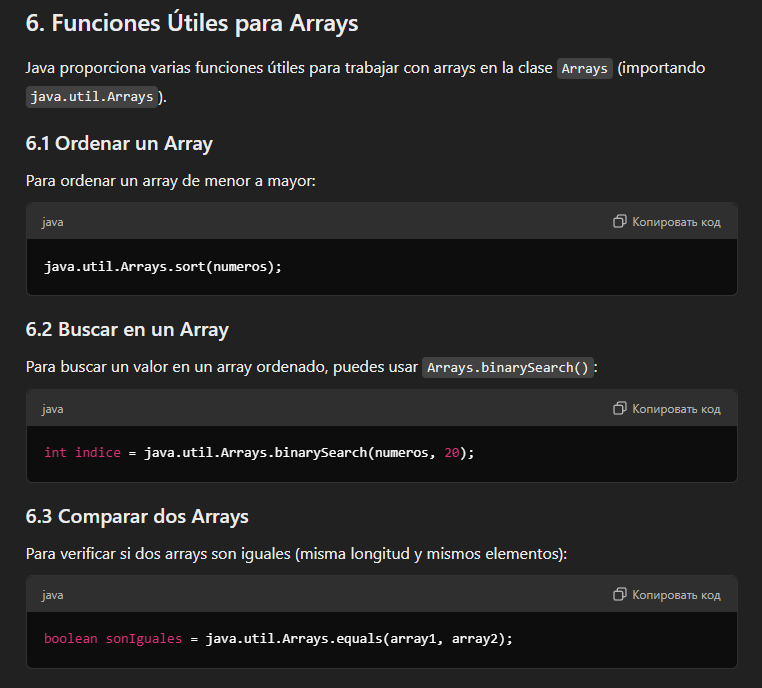 6. Funciones Útiles para Arrays
Java proporciona varias funciones útiles para trabajar con arrays en la clase Arrays (importando
java.util.Arrays).
6.1 Ordenar un Array
Para ordenar un array de menor a mayor:
java Копировать код
java.util.Arrays.sort(numeros);
6.2 Buscar en un Array
Para buscar un valor en un array ordenado, puedes usar Arrays.binarySearch():
java Копировать код
int indice = java.util.Arrays.binarySearch(numeros, 20);
6.3 Comparar dos Arrays
Para verificar si dos arrays son iguales (misma longitud y mismos elementos):
java Копировать код
boolean sonIguales = java.util.Arrays.equals(array1, array2);